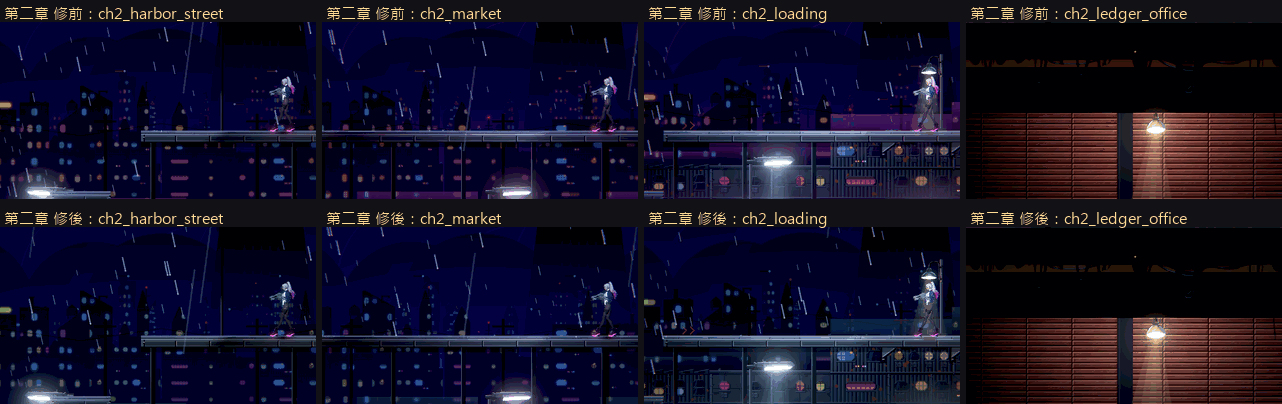 第二章 修前：ch2_harbor_street
第二章 修前：ch2_market
第二章 修前：ch2_loading
第二章 修前：ch2_ledger_office
第二章 修後：ch2_harbor_street
第二章 修後：ch2_market
第二章 修後：ch2_loading
第二章 修後：ch2_ledger_office